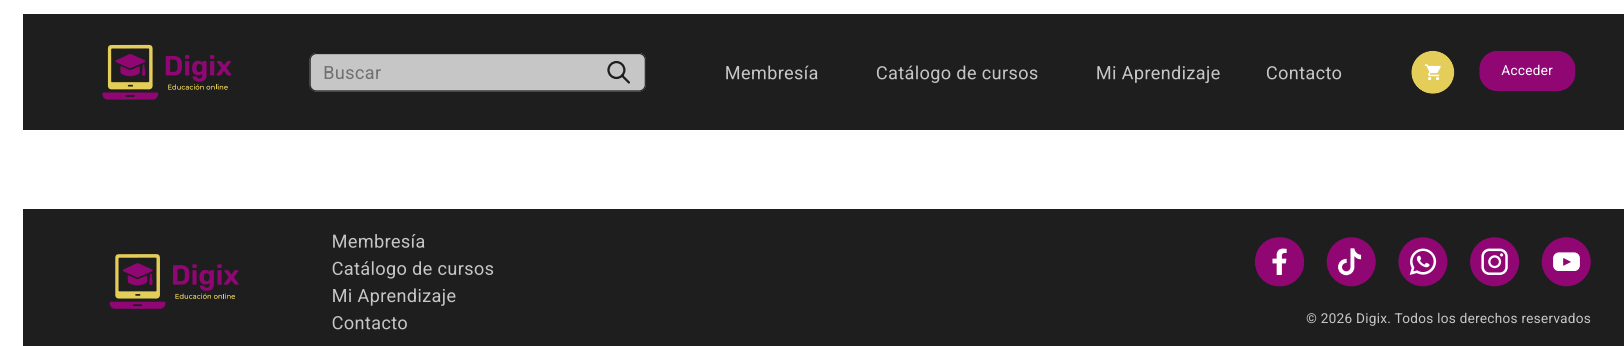 Digix
Educación online
Buscar
Membresía
Catálogo de cursos
Mi Aprendizaje
Contacto
Acceder
Digix
Educación online
Membresía
Catálogo de cursos
Mi Aprendizaje
Contacto
© 2026 Digix. Todos los derechos reservados